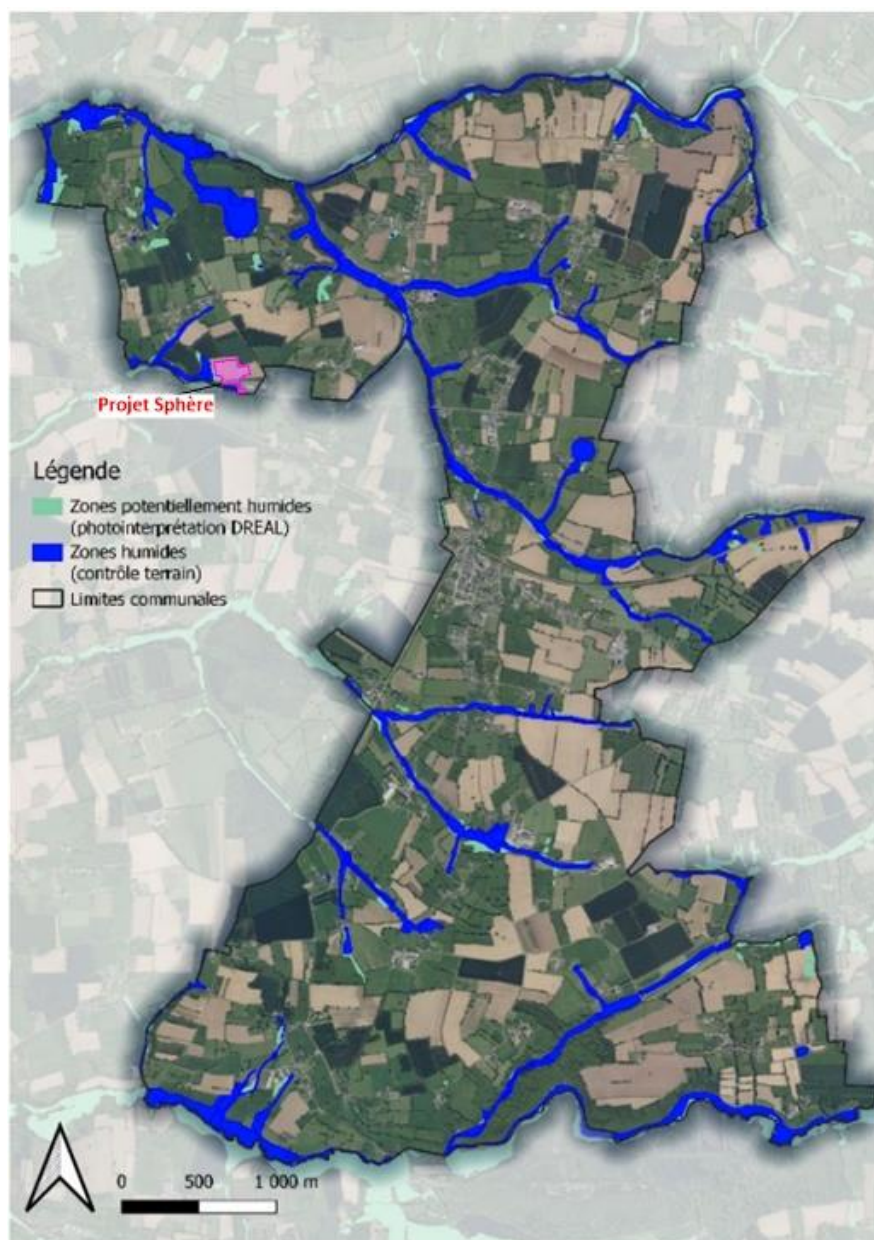 Projet Sphère
Légende
Zones potentiellement humides
(photointerprétation DREAL)
Zones humides
(contrôle terrain)
Limites communales
0 500 1 000 m